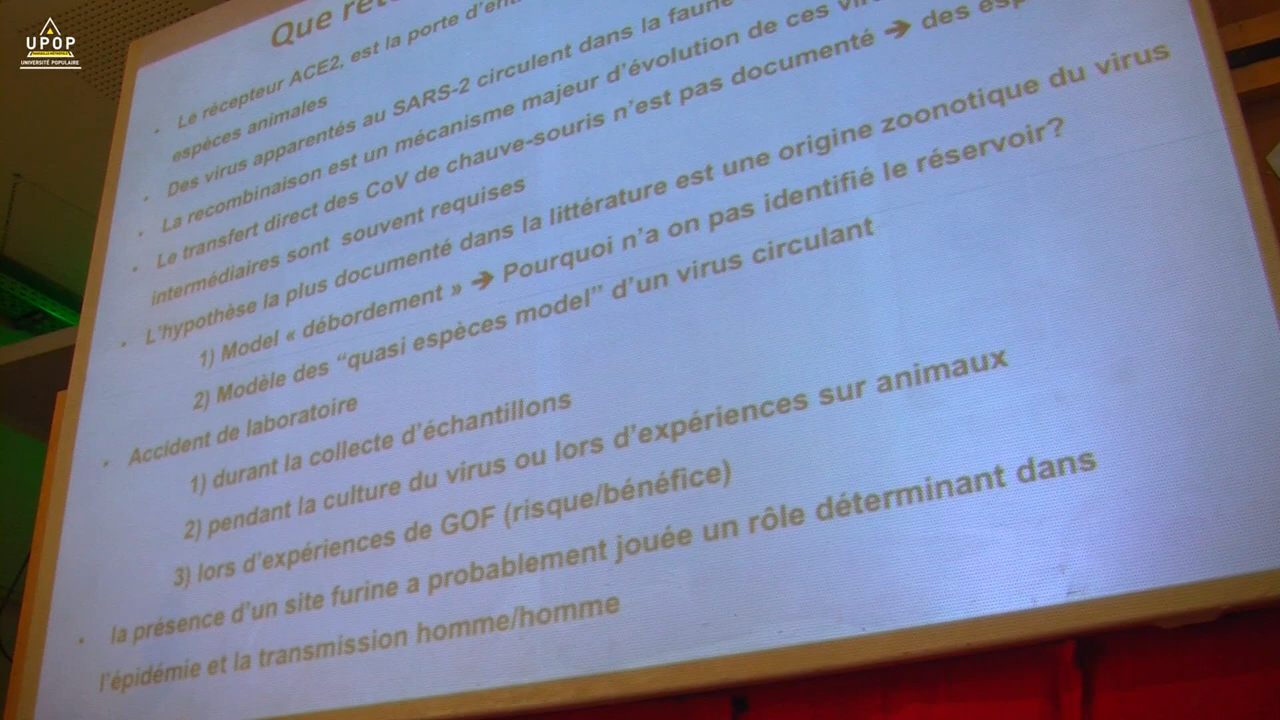 UPOP
UNIVERSITÉ POPULAIRE
Que
Le récepteur ACE2, est la porte
espèces animales
Des virus apparentés au SARS-2 circulent dans la faune
La recombinaison est un mécanisme majeur d'évolution de ces
Le transfert direct des CoV de chauve-souris n'est pas documenté ➔ des
intermédiaires sont souvent requises
L'hypothèse la plus documenté dans la littérature est une origine zoonotique du virus
1) Model « débordement » ➔ Pourquoi n'a on pas identifié le réservoir?
2) Modèle des “quasi espèces model” d'un virus circulant
Accident de laboratoire
1) durant la collecte d'échantillons
2) pendant la culture du virus ou lors d'expériences sur animaux
3) lors d'expériences de GOF (risque/bénéfice)
la présence d'un site furine a probablement jouée un rôle déterminant dans
l'épidémie et la transmission homme/homme